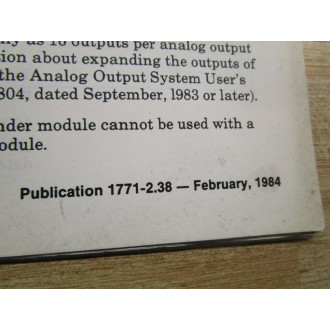 as 16 outputs per analog output
tion about expanding the outputs of
the Analog Output System User's
804, dated September, 1983 or later).
nder module cannot be used with a
odule.
Publication 1771-2.38 — February, 1984